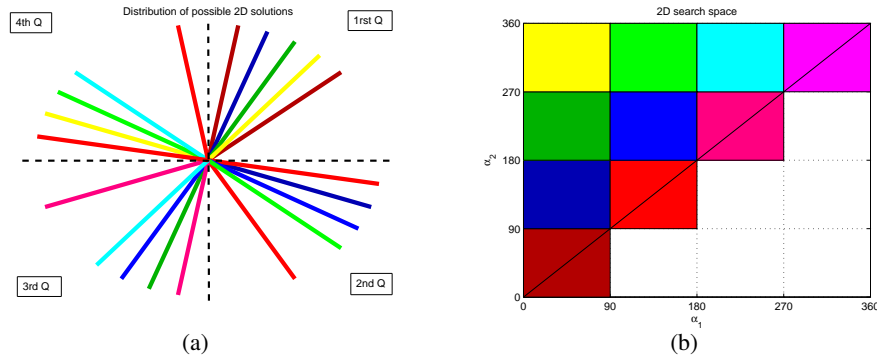 Distribution of possible 2D solutions
4th Q
1rst Q
3rd Q
2nd Q
(a)
2D search space
360
270
180
90
0
α2
0 90 180 270 360
α1
(b)